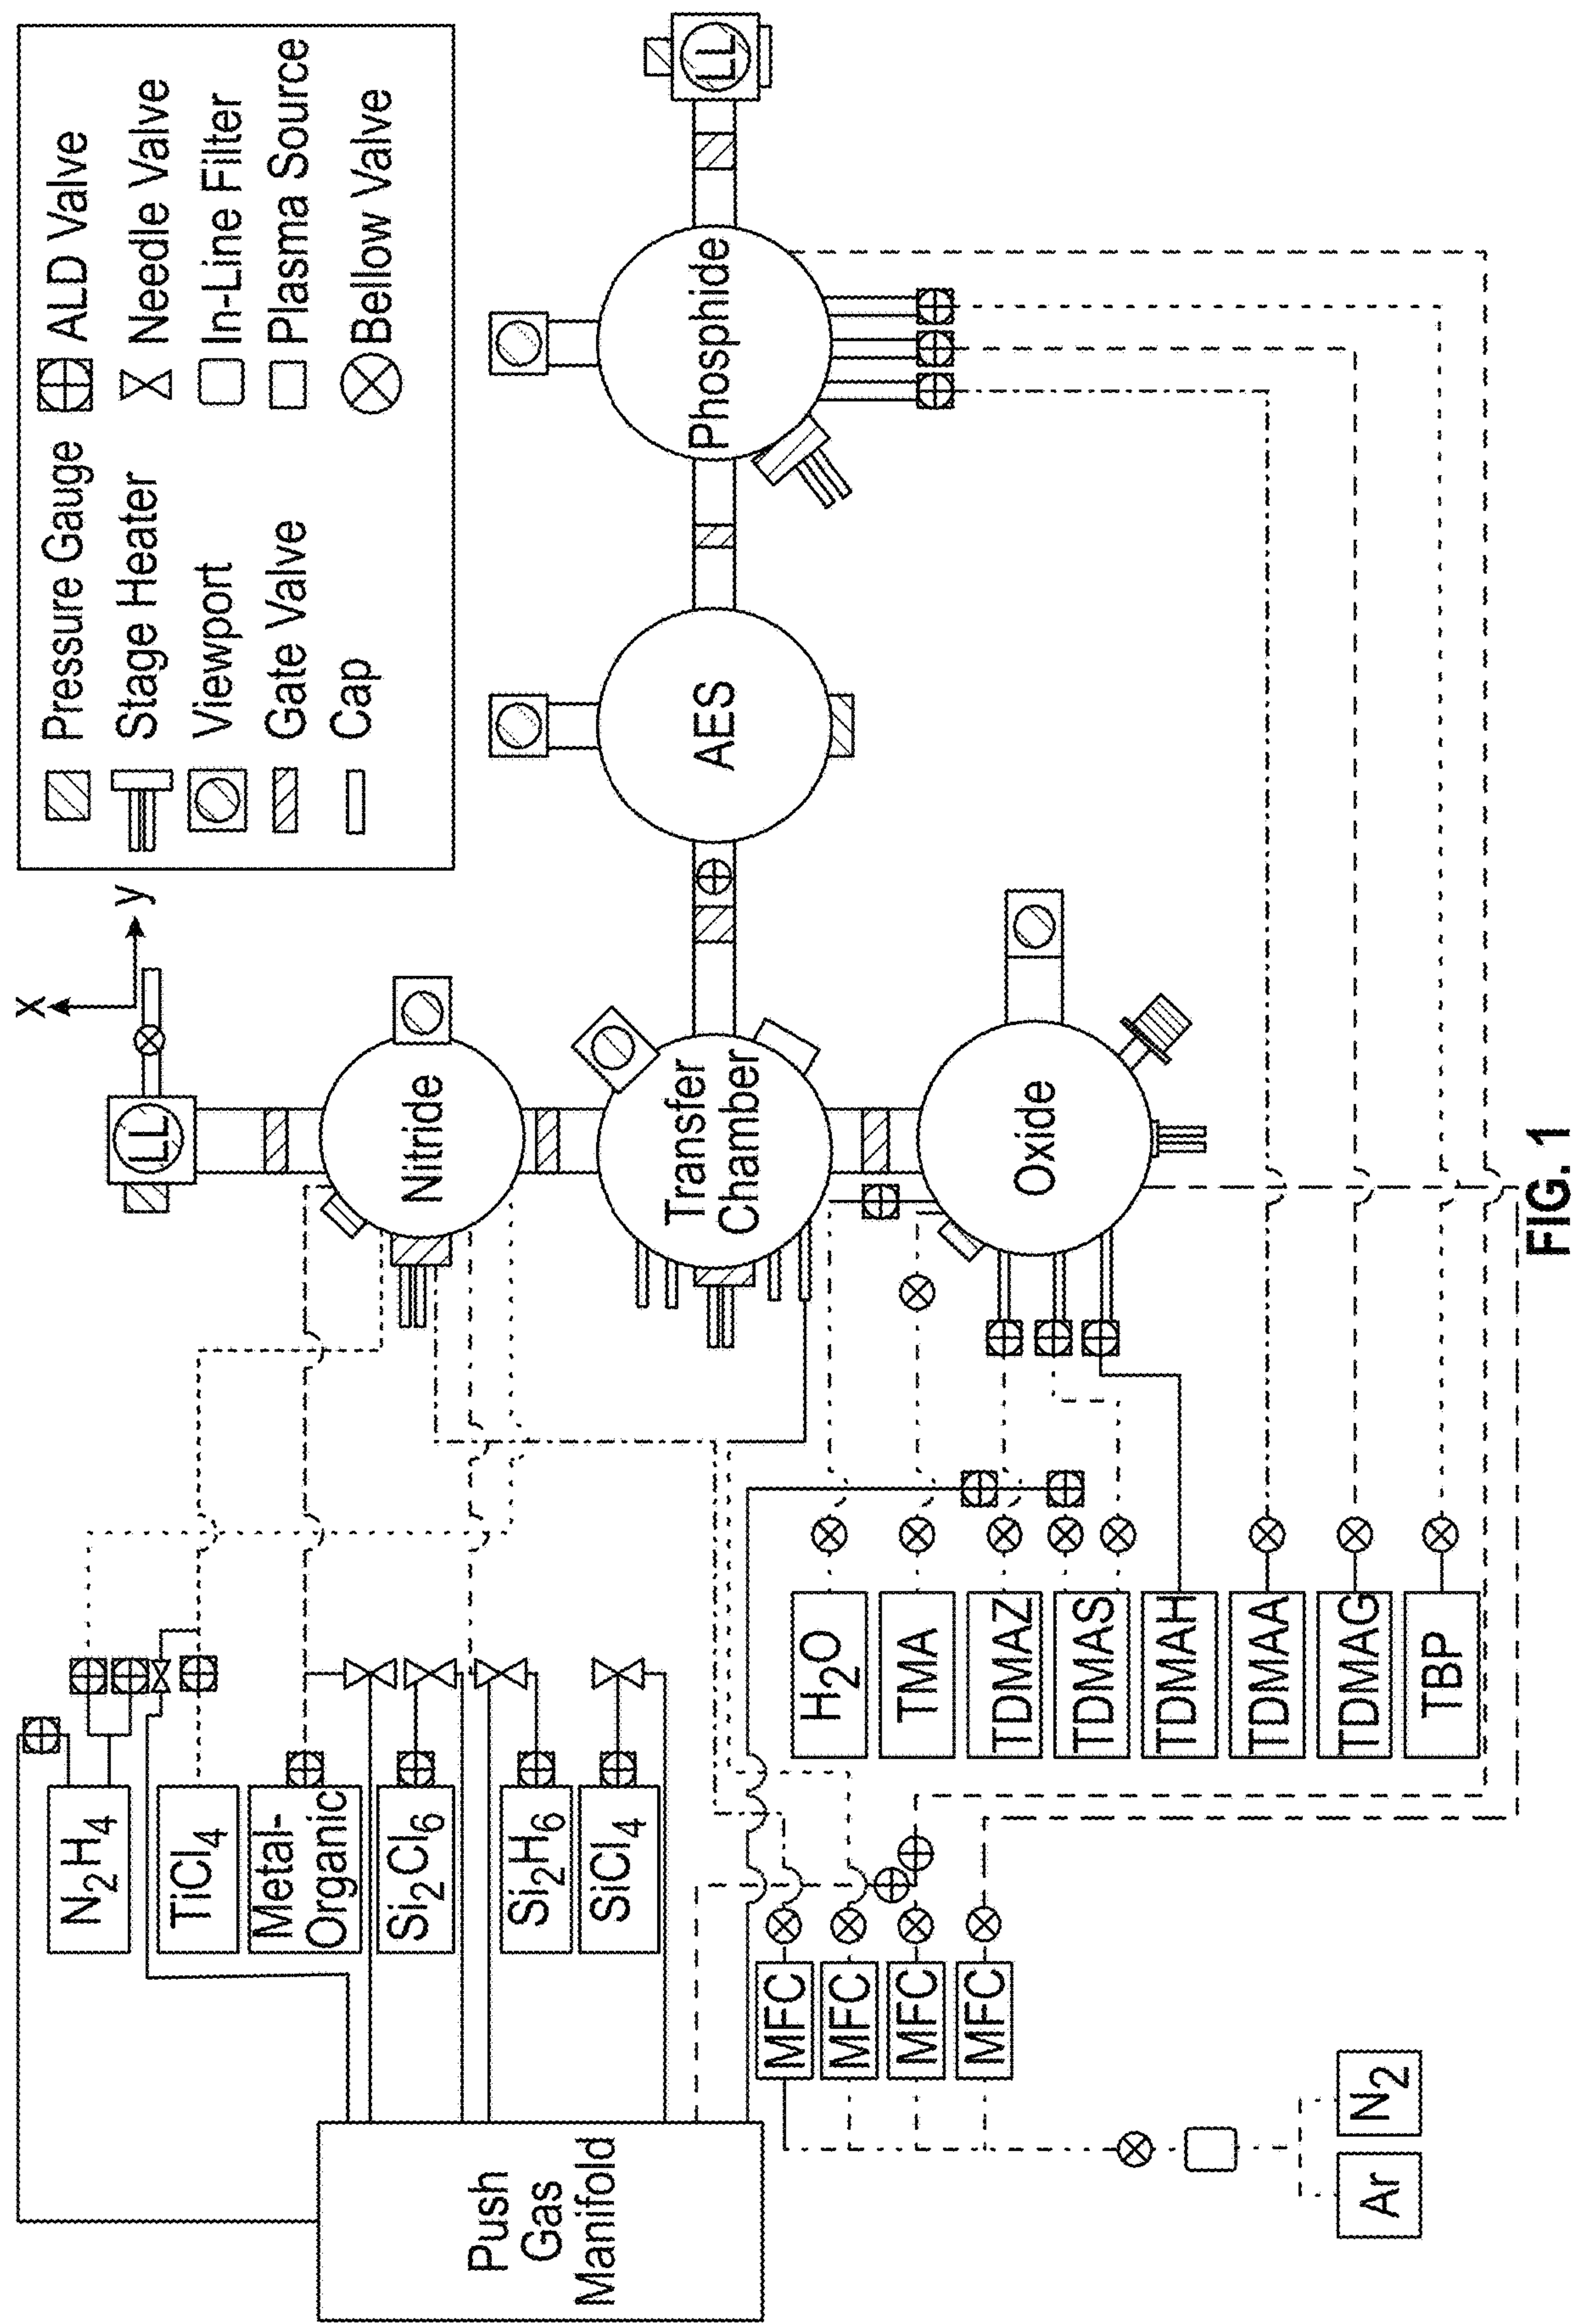 Pressure Gauge
ALD Valve
Stage Heater
Needle Valve
Viewport
In-Line Filter
Gate Valve
Plasma Source
Cap
Bellow Valve
x
y
LL
Nitride
Transfer
Chamber
Oxide
AES
Phosphide
LL
N2H4
TiCl4
Metal-
Organic
Si2Cl6
Si2H6
SiCl4
H2O
TMA
TDMAZ
TDMAS
TDMAH
TDMAA
TDMAG
TBP
Push
Gas
Manifold
MFC
MFC
MFC
MFC
Ar
N2
FIG. 1